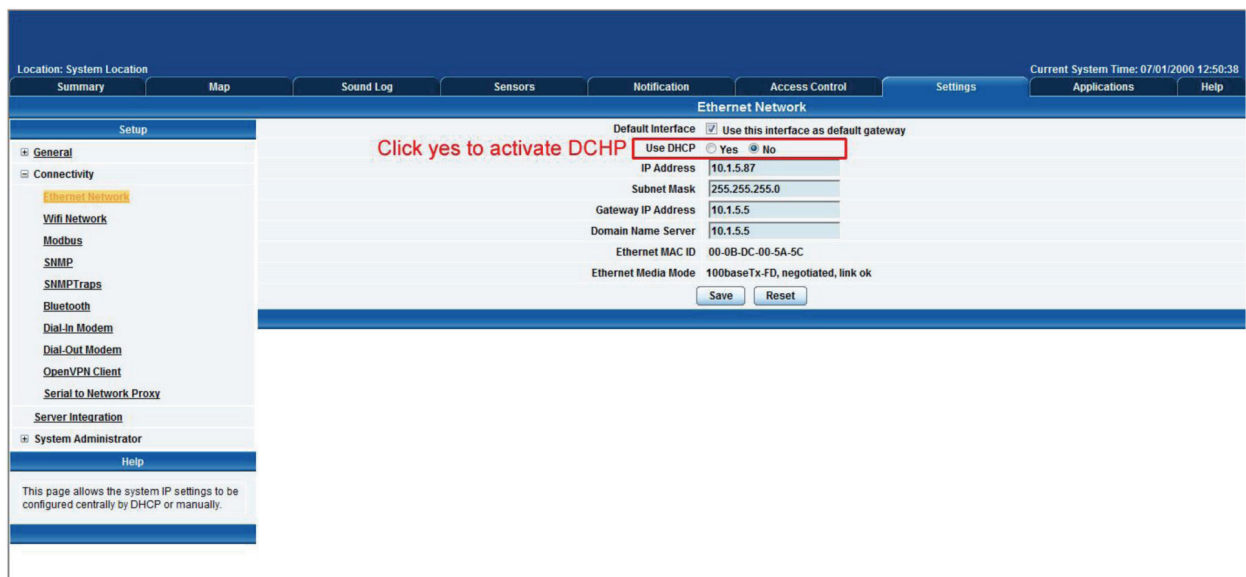 Location: System Location
Current System Time: 07/01/2000 12:50:38
Summary Map Sound Log Sensors Notification Access Control Settings Applications Help
Ethernet Network
Setup
General
Connectivity
Ethernet Network
Wifi Network
Modbus
SNMP
SNMPTraps
Bluetooth
Dial-In Modem
Dial-Out Modem
OpenVPN Client
Serial to Network Proxy
Server Integration
System Administrator
Help
This page allows the system IP settings to be
configured centrally by DHCP or manually.
Default Interface Use this interface as default gateway
Click yes to activate DCHP
Use DHCP Yes No
IP Address 10.1.5.87
Subnet Mask 255.255.255.0
Gateway IP Address 10.1.5.5
Domain Name Server 10.1.5.5
Ethernet MAC ID 00-0B-DC-00-5A-5C
Ethernet Media Mode 100baseTx-FD, negotiated, link ok
Save Reset